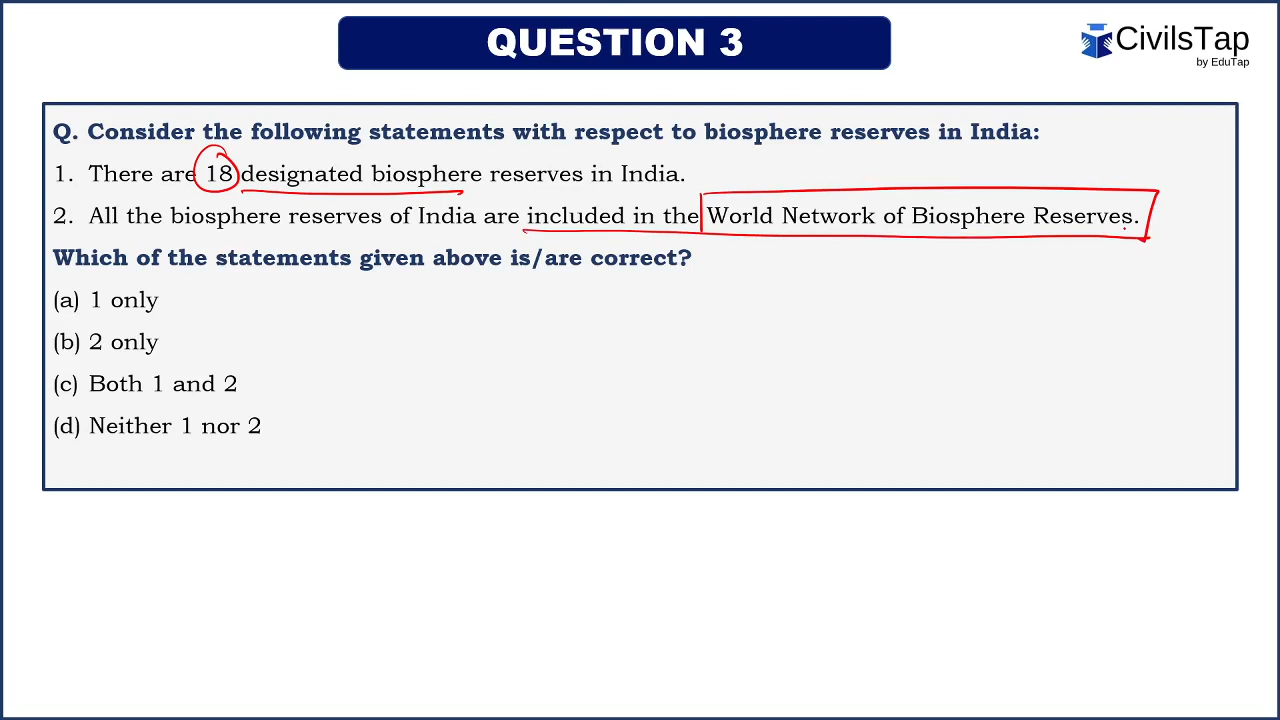 QUESTION 3
CivilsTap
by EduTap
Q. Consider the following statements with respect to biosphere reserves in India:
1. There are 18 designated biosphere reserves in India.
2. All the biosphere reserves of India are included in the World Network of Biosphere Reserves.
Which of the statements given above is/are correct?
(a) 1 only
(b) 2 only
(c) Both 1 and 2
(d) Neither 1 nor 2